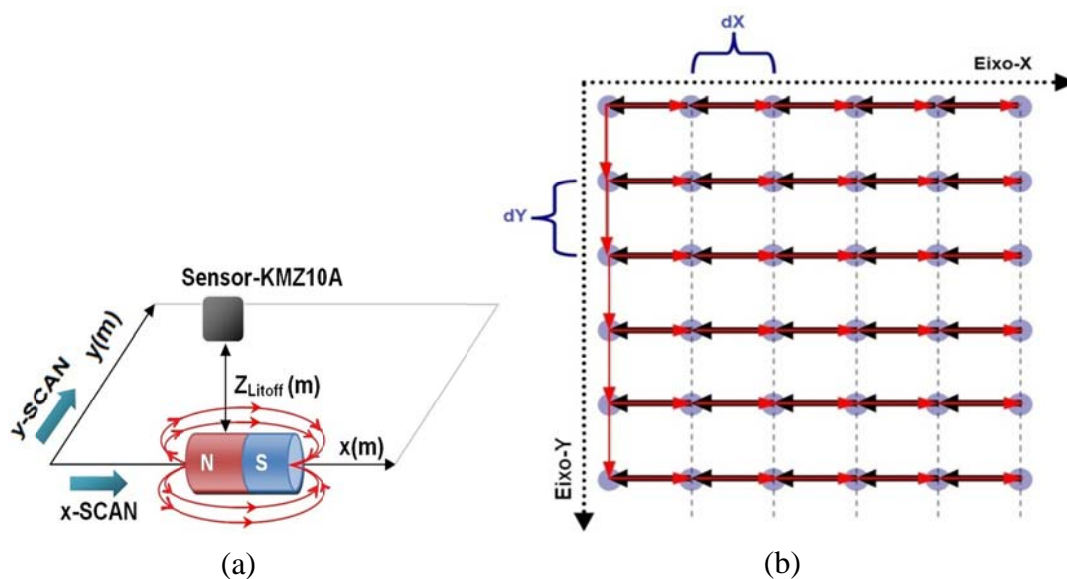 Sensor-KMZ10A
y(m)
y-SCAN
ZLitoff (m)
N S
x(m)
x-SCAN
(a)
dX
Eixo-X
dY
Eixo-Y
(b)